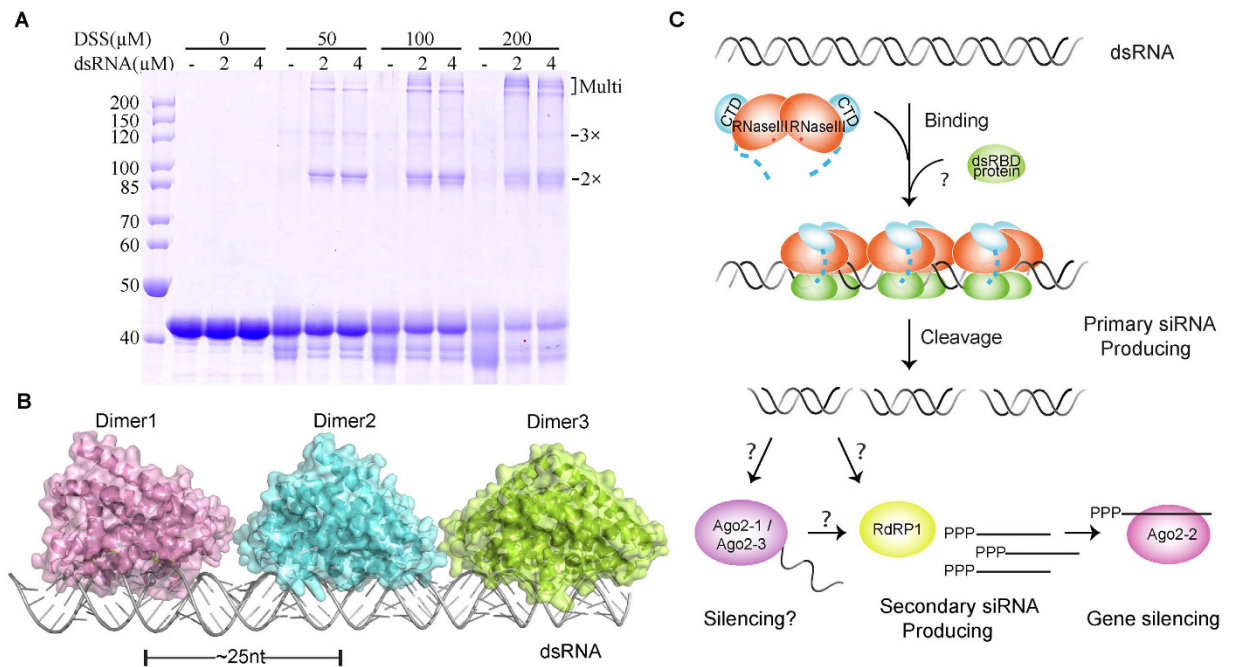 A
DSS(μM) 0 50 100 200
dsRNA(μM) - 2 4 - 2 4 - 2 4 - 2 4
200
150
120
100
85
70
60
50
40
Multi
3×
2×
B
Dimer1
Dimer2
Dimer3
~25nt
dsRNA
C
dsRNA
CTD
RNaseIII
RNaseIII
CTD
Binding
dsRBD
protein
?
Cleavage
Primary siRNA
Producing
?
?
Ago2-1 /
Ago2-3
?
RdRP1
PPP
PPP
PPP
PPP
Ago2-2
Silencing?
Secondary siRNA
Producing
Gene silencing